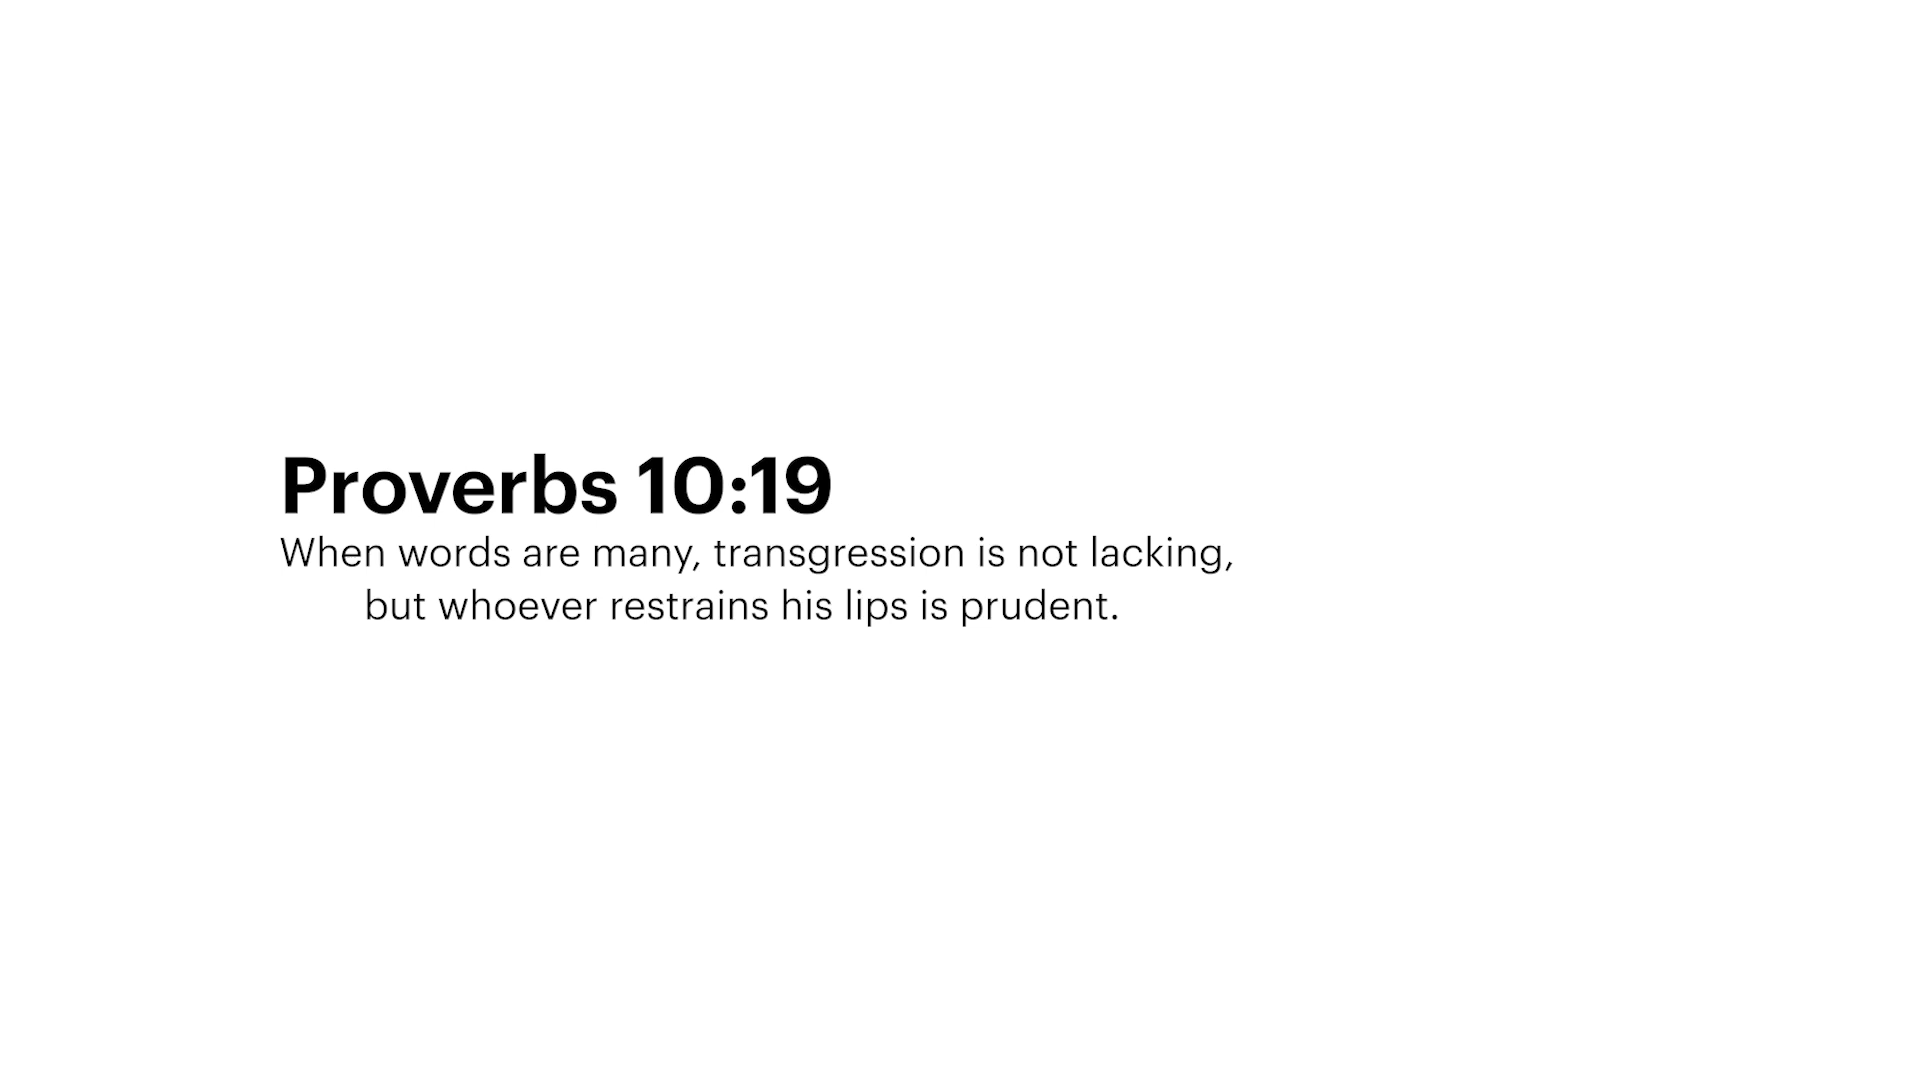 Proverbs 10:19
When words are many, transgression is not lacking,
but whoever restrains his lips is prudent.